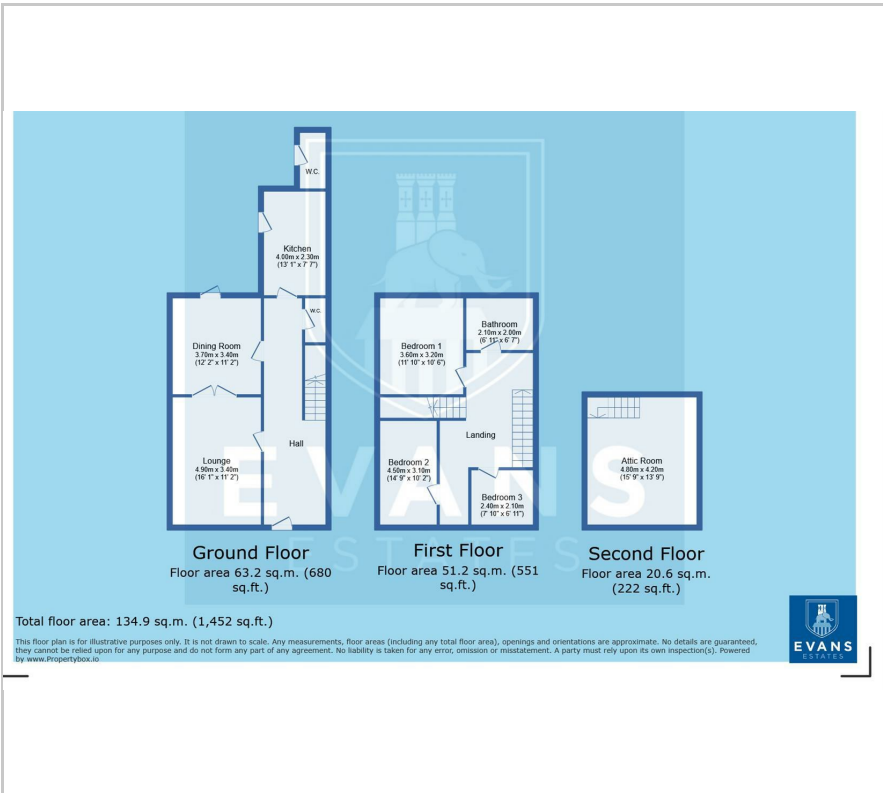 W.C.
Kitchen
4.00m x 2.30m
(13' 1" x 7' 7")
W.C.
Dining Room
3.70m x 3.40m
(12' 2" x 11' 2")
Lounge
4.90m x 3.40m
(16' 1" x 11' 2")
Hall
Ground Floor
Floor area 63.2 sq.m. (680
sq.ft.)
Bedroom 1
3.60m x 3.20m
(11' 10" x 10' 6")
Bathroom
2.10m x 2.00m
(6' 11" x 6' 7")
Landing
Bedroom 2
4.50m x 3.10m
(14' 9" x 10' 2")
Bedroom 3
2.40m x 2.10m
(7' 10" x 6' 11")
First Floor
Floor area 51.2 sq.m. (551
sq.ft.)
Attic Room
4.80m x 4.20m
(15' 9" x 13' 9")
Second Floor
Floor area 20.6 sq.m.
(222 sq.ft.)
EVANS
ESTATES
Total floor area: 134.9 sq.m. (1,452 sq.ft.)
This floor plan is for illustrative purposes only. It is not drawn to scale. Any measurements, floor areas (including any total floor area), openings and orientations are approximate. No details are guaranteed,
they cannot be relied upon for any purpose and do not form any part of any agreement. No liability is taken for any error, omission or misstatement. A party must rely upon its own inspection(s). Powered
by www.Propertybox.io
EVANS
ESTATES